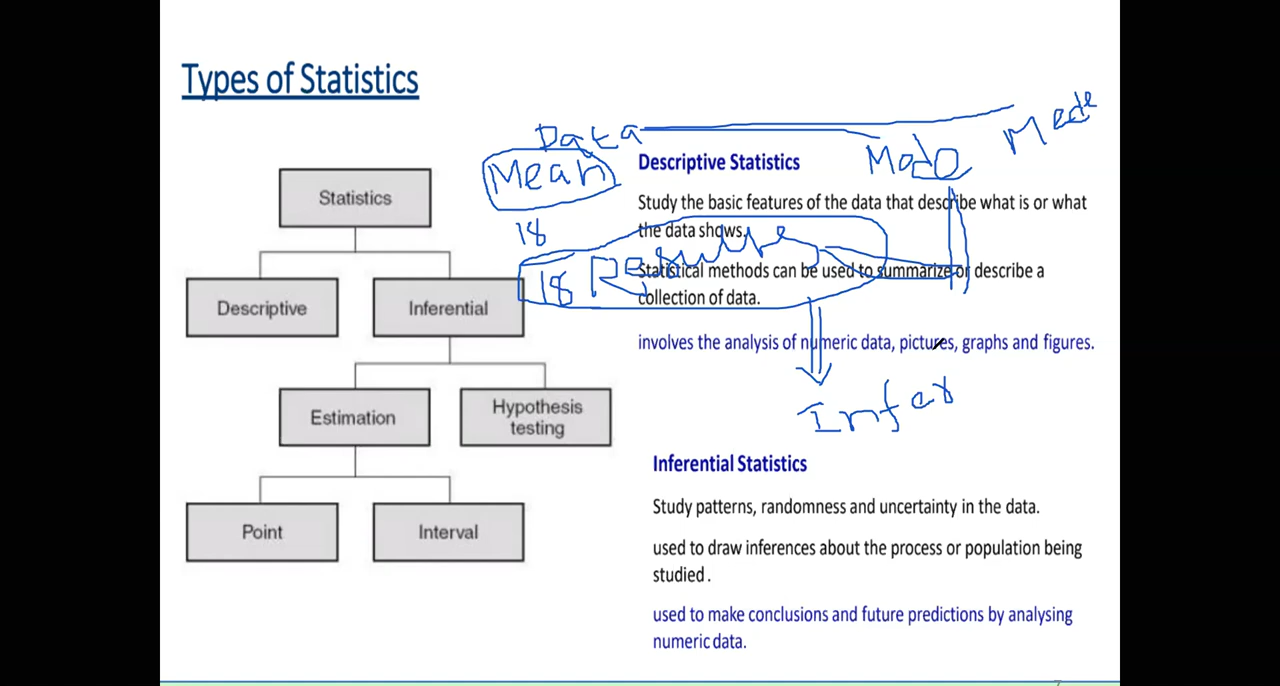 Types of Statistics
Data
Mean
Mode
Mede
18
18 Results
Infer
Statistics
Descriptive
Inferential
Estimation
Hypothesis
testing
Point
Interval
Descriptive Statistics
Study the basic features of the data that describe what is or what
the data shows.
Statistical methods can be used to summarize or describe a
collection of data.
involves the analysis of numeric data, pictures, graphs and figures.
Inferential Statistics
Study patterns, randomness and uncertainty in the data.
used to draw inferences about the process or population being
studied .
used to make conclusions and future predictions by analysing
numeric data.